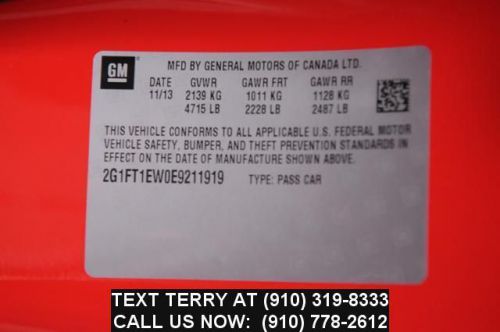 GM
MFD BY GENERAL MOTORS OF CANADA LTD.
DATE GVWR GAWR FRT GAWR RR
11/13 2139 KG 1011 KG 1128 KG
4715 LB 2228 LB 2487 LB
THIS VEHICLE CONFORMS TO ALL APPLICABLE U.S. FEDERAL MOTOR
VEHICLE SAFETY, BUMPER, AND THEFT PREVENTION STANDARDS IN
EFFECT ON THE DATE OF MANUFACTURE SHOWN ABOVE.
2G1FT1EW0E9211919 TYPE: PASS CAR
TEXT TERRY AT (910) 319-8333
CALL US NOW: (910) 778-2612